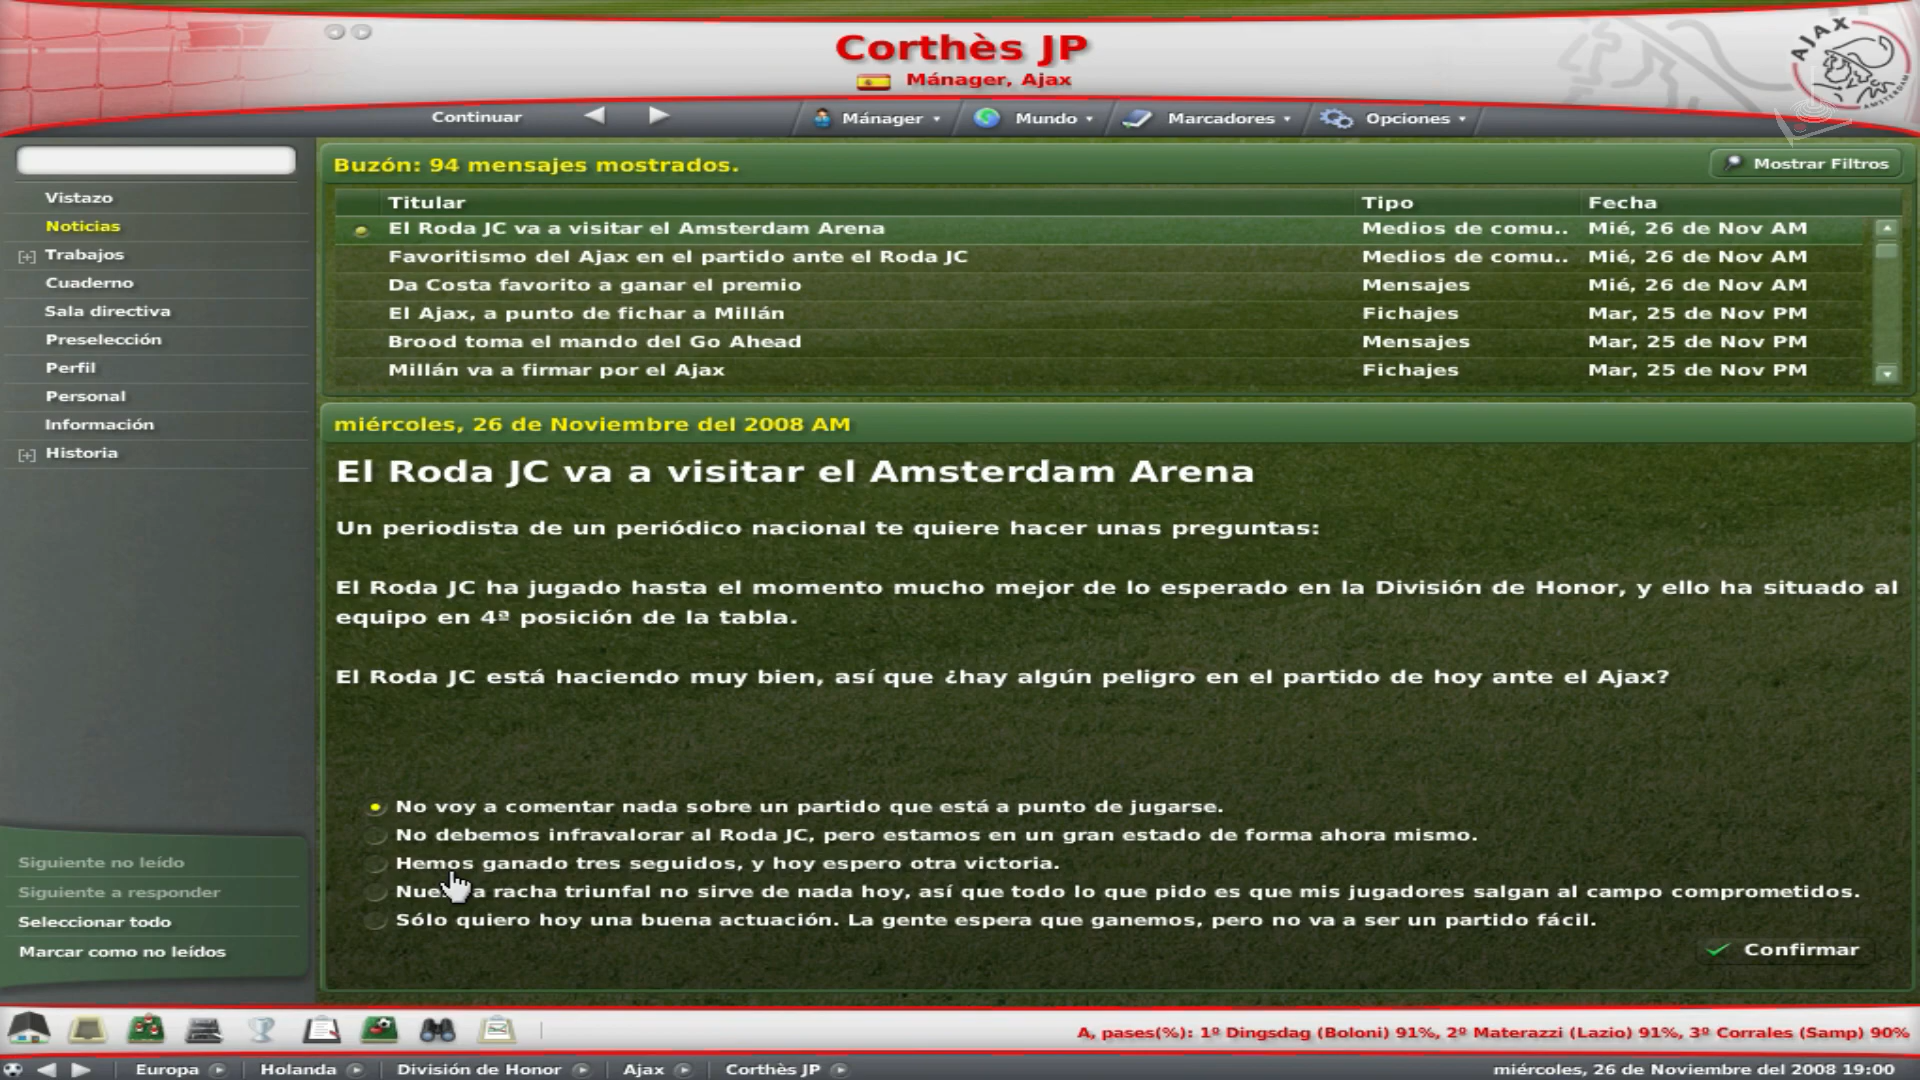 Corthès JP
Mánager, Ajax
AJAX
AMSTERDAM
Continuar
Mánager
Mundo
Marcadores
Opciones
Vistazo
Noticias
[+] Trabajos
Cuaderno
Sala directiva
Preselección
Perfil
Personal
Información
[+] Historia
Siguiente no leído
Siguiente a responder
Seleccionar todo
Marcar como no leídos
Buzón: 94 mensajes mostrados.
Mostrar Filtros
Titular Tipo Fecha
El Roda JC va a visitar el Amsterdam Arena Medios de comu.. Mié, 26 de Nov AM
Favoritismo del Ajax en el partido ante el Roda JC Medios de comu.. Mié, 26 de Nov AM
Da Costa favorito a ganar el premio Mensajes Mié, 26 de Nov AM
El Ajax, a punto de fichar a Millán Fichajes Mar, 25 de Nov PM
Brood toma el mando del Go Ahead Mensajes Mar, 25 de Nov PM
Millán va a firmar por el Ajax Fichajes Mar, 25 de Nov PM
miércoles, 26 de Noviembre del 2008 AM
El Roda JC va a visitar el Amsterdam Arena
Un periodista de un periódico nacional te quiere hacer unas preguntas:
El Roda JC ha jugado hasta el momento mucho mejor de lo esperado en la División de Honor, y ello ha situado al
equipo en 4ª posición de la tabla.
El Roda JC está haciendo muy bien, así que ¿hay algún peligro en el partido de hoy ante el Ajax?
No voy a comentar nada sobre un partido que está a punto de jugarse.
No debemos infravalorar al Roda JC, pero estamos en un gran estado de forma ahora mismo.
Hemos ganado tres seguidos, y hoy espero otra victoria.
a racha triunfal no sirve de nada hoy, así que todo lo que pido es que mis jugadores salgan al campo comprometidos.
Sólo quiero hoy una buena actuación. La gente espera que ganemos, pero no va a ser un partido fácil.
Confirmar
A, pases(%): 1º Dingsdag (Boloni) 91%, 2º Materazzi (Lazio) 91%, 3º Corrales (Samp) 90%
Europa
Holanda
División de Honor
Ajax
Corthès JP
miércoles, 26 de Noviembre del 2008 19:00